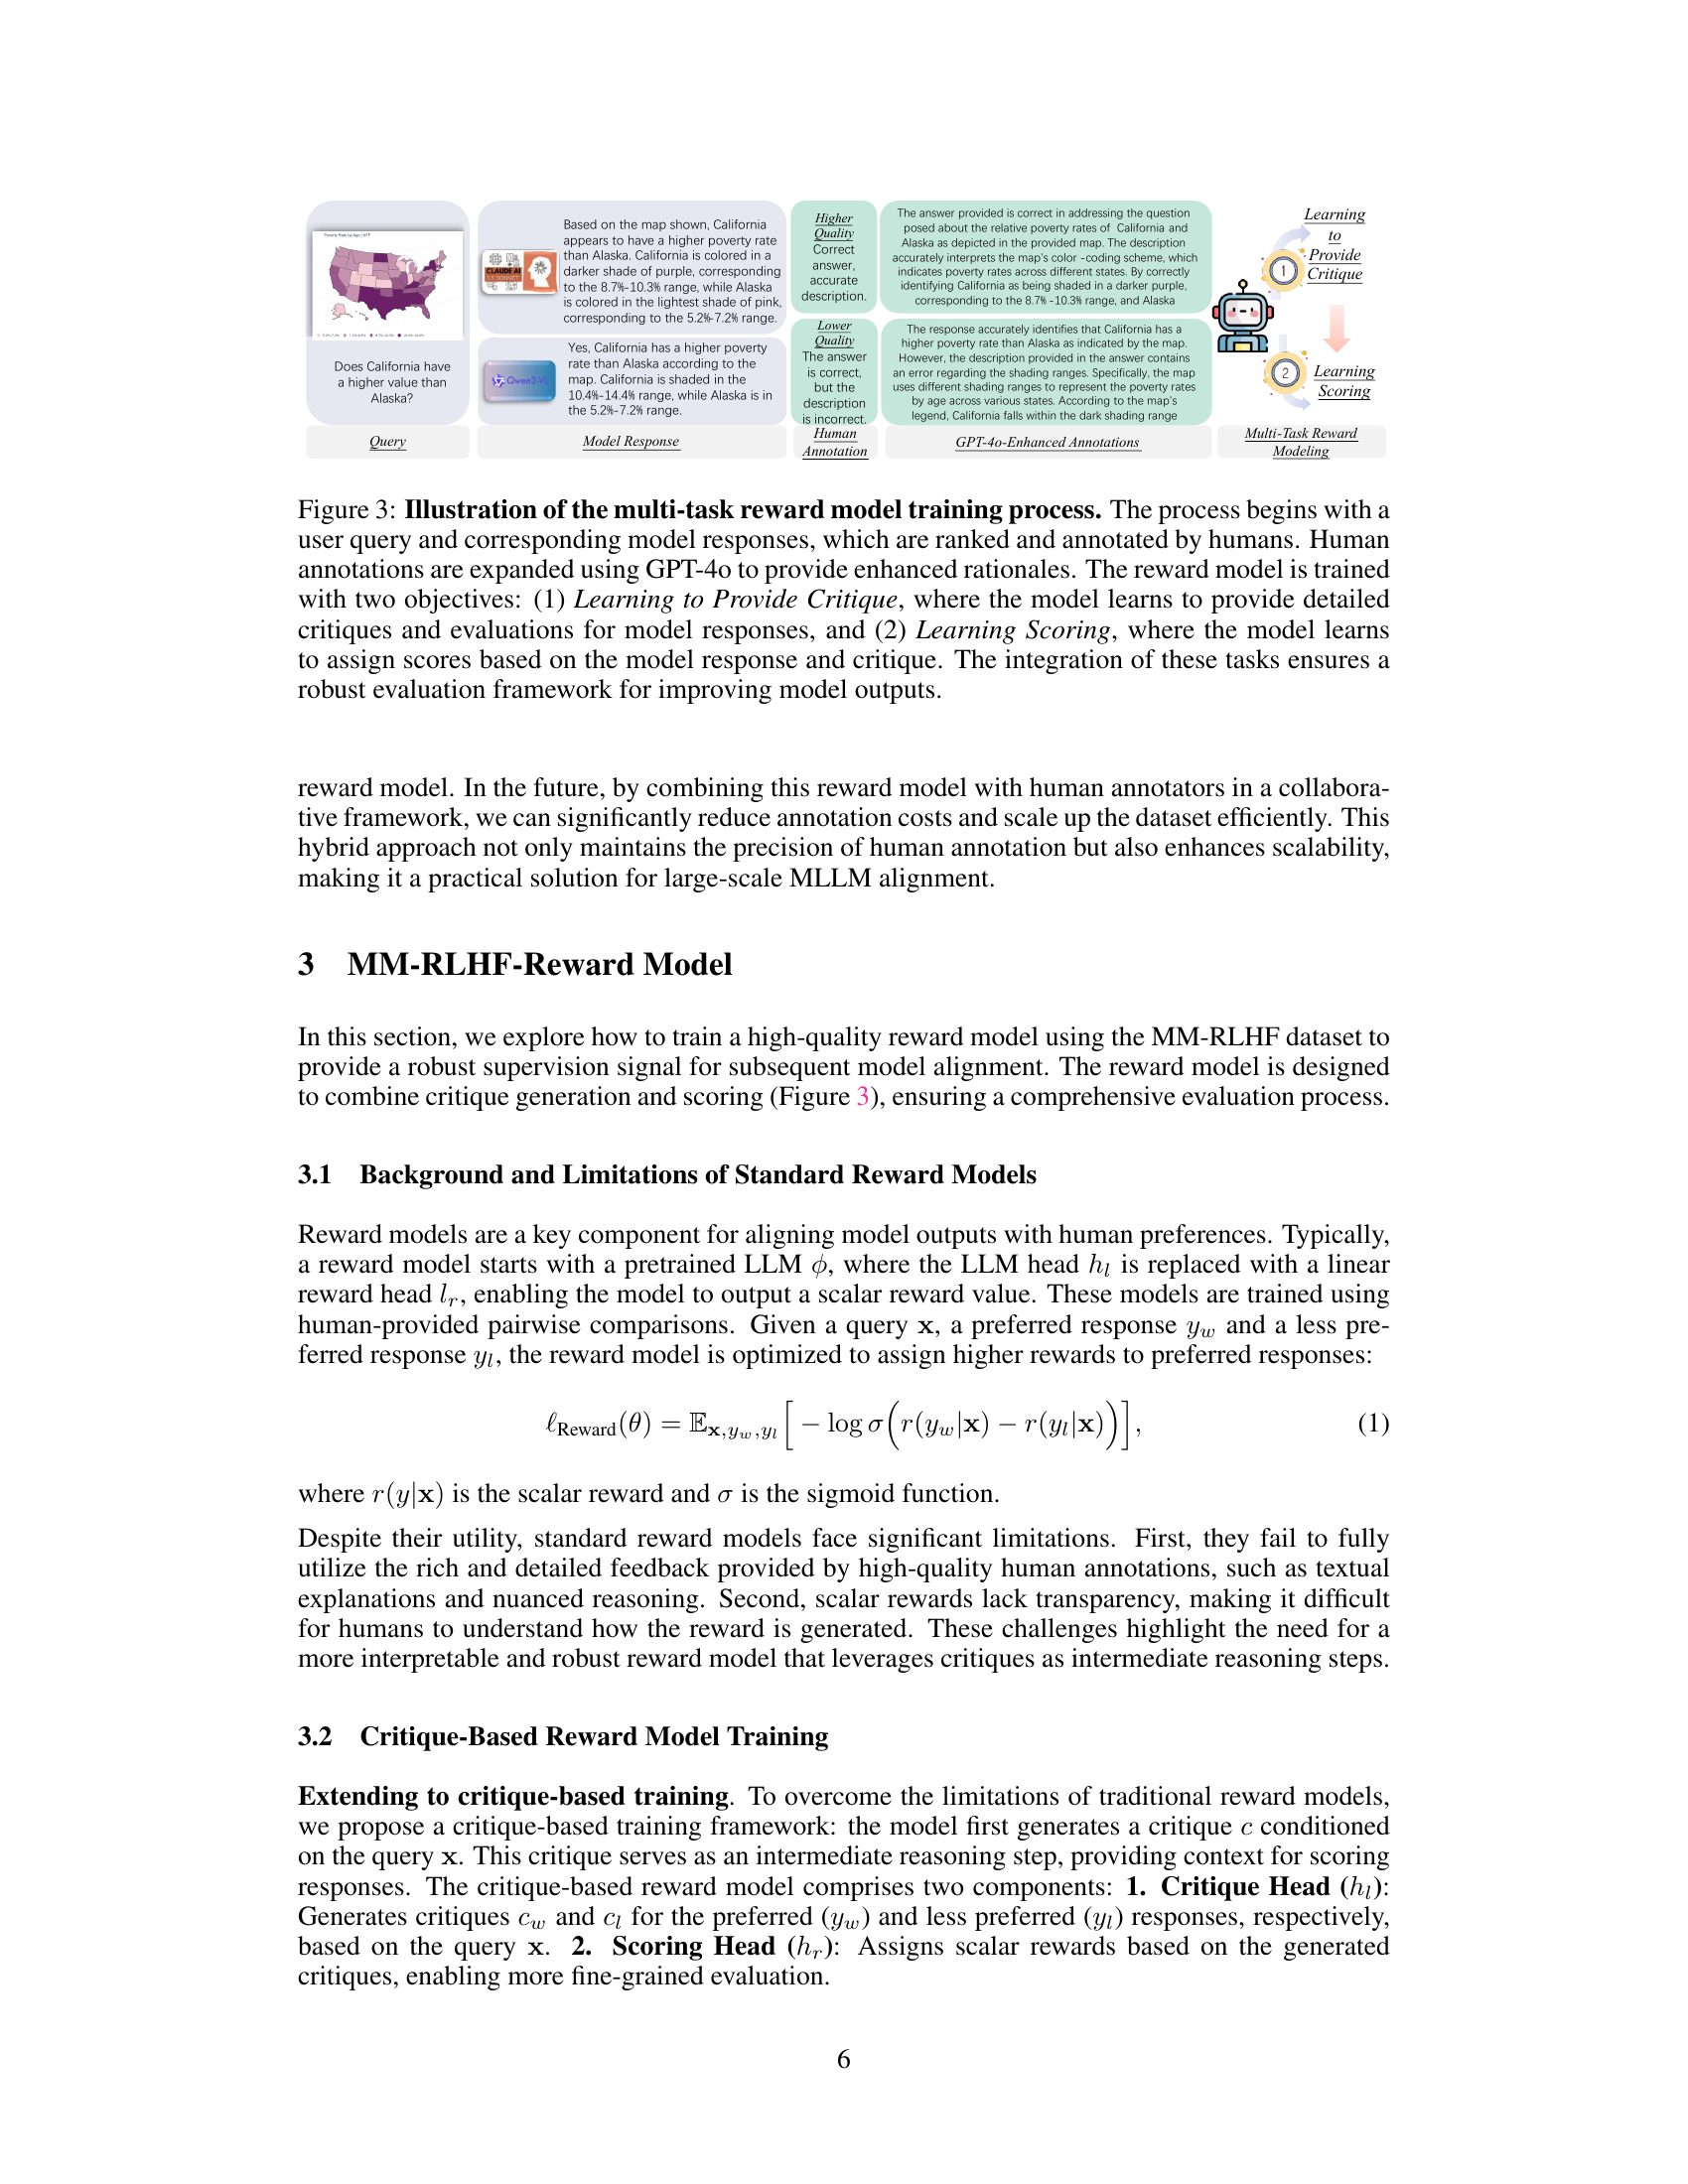 Poverty Rate by Age | KFF
Does California have
a higher value than
Alaska?
Query
CLAUDE AI
Based on the map shown, California
appears to have a higher poverty rate
than Alaska. California is colored in a
darker shade of purple, corresponding
to the 8.7%-10.3% range, while Alaska
is colored in the lightest shade of pink,
corresponding to the 5.2%-7.2% range.
Qwen2-VL
Yes, California has a higher poverty
rate than Alaska according to the
map. California is shaded in the
10.4%-14.4% range, while Alaska is in
the 5.2%-7.2% range.
Model Response
Higher
Quality
Correct
answer,
accurate
description.
Lower
Quality
The answer
is correct,
but the
description
is incorrect.
Human
Annotation
The answer provided is correct in addressing the question
posed about the relative poverty rates of California and
Alaska as depicted in the provided map. The description
accurately interprets the map's color -coding scheme, which
indicates poverty rates across different states. By correctly
identifying California as being shaded in a darker purple,
corresponding to the 8.7% -10.3% range, and Alaska
The response accurately identifies that California has a
higher poverty rate than Alaska as indicated by the map.
However, the description provided in the answer contains
an error regarding the shading ranges. Specifically, the map
uses different shading ranges to represent the poverty rates
by age across various states. According to the map's
legend, California falls within the dark shading range
GPT-4o-Enhanced Annotations
Learning
to
Provide
Critique
1
2
Learning
Scoring
Multi-Task Reward
Modeling
Figure 3: Illustration of the multi-task reward model training process. The process begins with a
user query and corresponding model responses, which are ranked and annotated by humans. Human
annotations are expanded using GPT-4o to provide enhanced rationales. The reward model is trained
with two objectives: (1) Learning to Provide Critique, where the model learns to provide detailed
critiques and evaluations for model responses, and (2) Learning Scoring, where the model learns
to assign scores based on the model response and critique. The integration of these tasks ensures a
robust evaluation framework for improving model outputs.
reward model. In the future, by combining this reward model with human annotators in a collabora-
tive framework, we can significantly reduce annotation costs and scale up the dataset efficiently. This
hybrid approach not only maintains the precision of human annotation but also enhances scalability,
making it a practical solution for large-scale MLLM alignment.
3 MM-RLHF-Reward Model
In this section, we explore how to train a high-quality reward model using the MM-RLHF dataset to
provide a robust supervision signal for subsequent model alignment. The reward model is designed
to combine critique generation and scoring (Figure 3), ensuring a comprehensive evaluation process.
3.1 Background and Limitations of Standard Reward Models
Reward models are a key component for aligning model outputs with human preferences. Typically,
a reward model starts with a pretrained LLM ϕ, where the LLM head h_l is replaced with a linear
reward head l_r, enabling the model to output a scalar reward value. These models are trained using
human-provided pairwise comparisons. Given a query x, a preferred response y_w and a less pre-
ferred response y_l, the reward model is optimized to assign higher rewards to preferred responses:
ℓ_Reward(θ) = 𝔼_{x,y_w,y_l} [ − log σ( r(y_w|x) − r(y_l|x) ) ], (1)
where r(y|x) is the scalar reward and σ is the sigmoid function.
Despite their utility, standard reward models face significant limitations. First, they fail to fully
utilize the rich and detailed feedback provided by high-quality human annotations, such as textual
explanations and nuanced reasoning. Second, scalar rewards lack transparency, making it difficult
for humans to understand how the reward is generated. These challenges highlight the need for a
more interpretable and robust reward model that leverages critiques as intermediate reasoning steps.
3.2 Critique-Based Reward Model Training
Extending to critique-based training. To overcome the limitations of traditional reward models,
we propose a critique-based training framework: the model first generates a critique c conditioned
on the query x. This critique serves as an intermediate reasoning step, providing context for scoring
responses. The critique-based reward model comprises two components: 1. Critique Head (h_l):
Generates critiques c_w and c_l for the preferred (y_w) and less preferred (y_l) responses, respectively,
based on the query x. 2. Scoring Head (h_r): Assigns scalar rewards based on the generated
critiques, enabling more fine-grained evaluation.
6